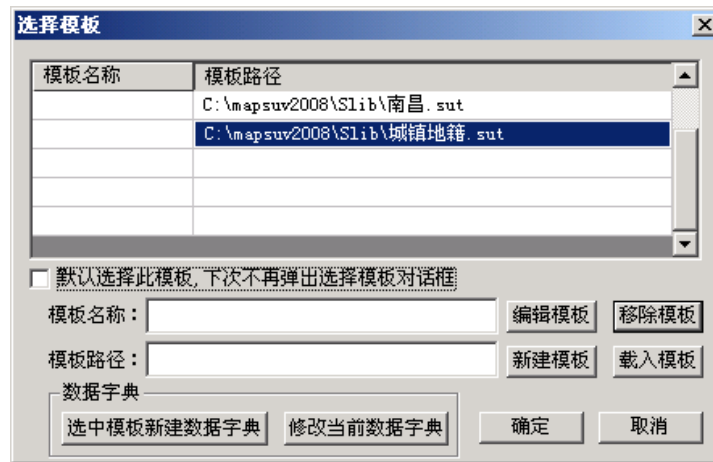 选择模板
模板名称 模板路径
C:\mapsuv2008\Slib\南昌.sut
C:\mapsuv2008\Slib\城镇地籍.sut
默认选择此模板,下次不再弹出选择模板对话框
模板名称： 编辑模板 移除模板
模板路径： 新建模板 载入模板
数据字典
选中模板新建数据字典 修改当前数据字典 确定 取消